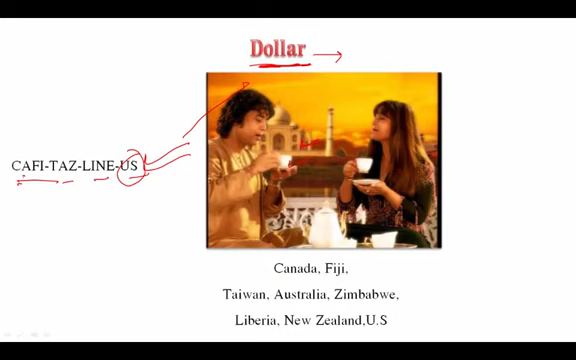 Dollar
CAFI-TAZ-LINE-US
Canada, Fiji,
Taiwan, Australia, Zimbabwe,
Liberia, New Zealand,U.S